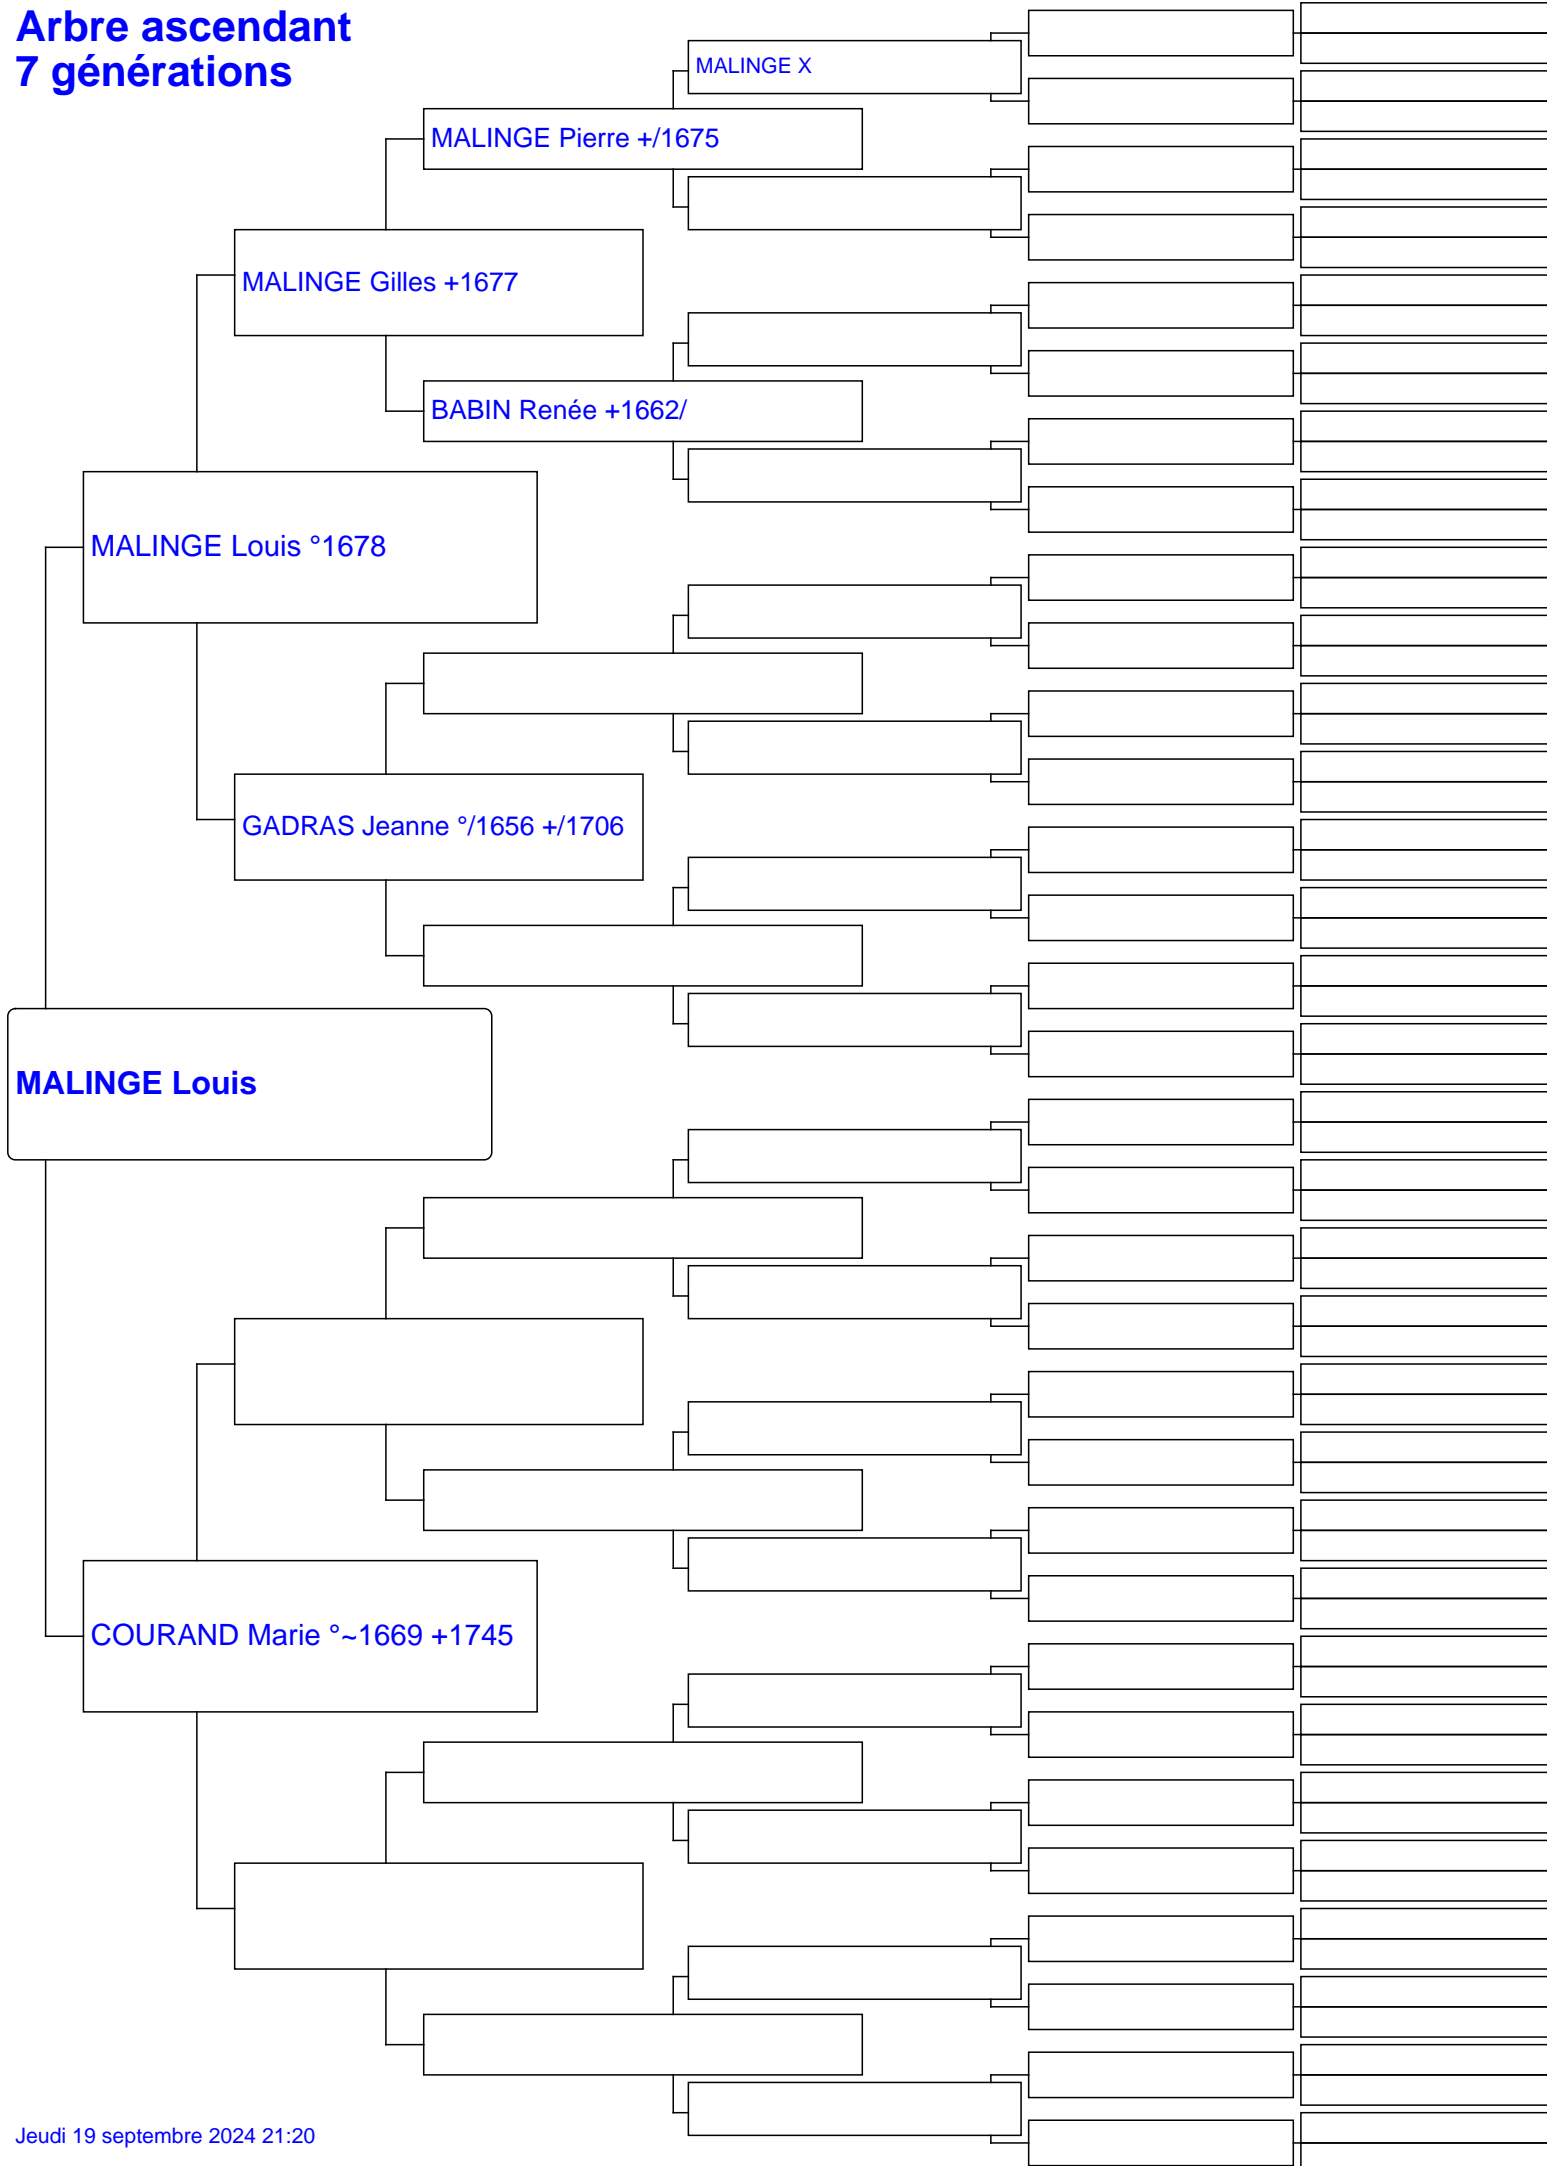 Arbre ascendant
7 générations
MALINGE X
MALINGE Pierre +/1675
MALINGE Gilles +1677
BABIN Renée +1662/
MALINGE Louis °1678
GADRAS Jeanne °/1656 +/1706
MALINGE Louis
COURAND Marie °~1669 +1745
Jeudi 19 septembre 2024 21:20